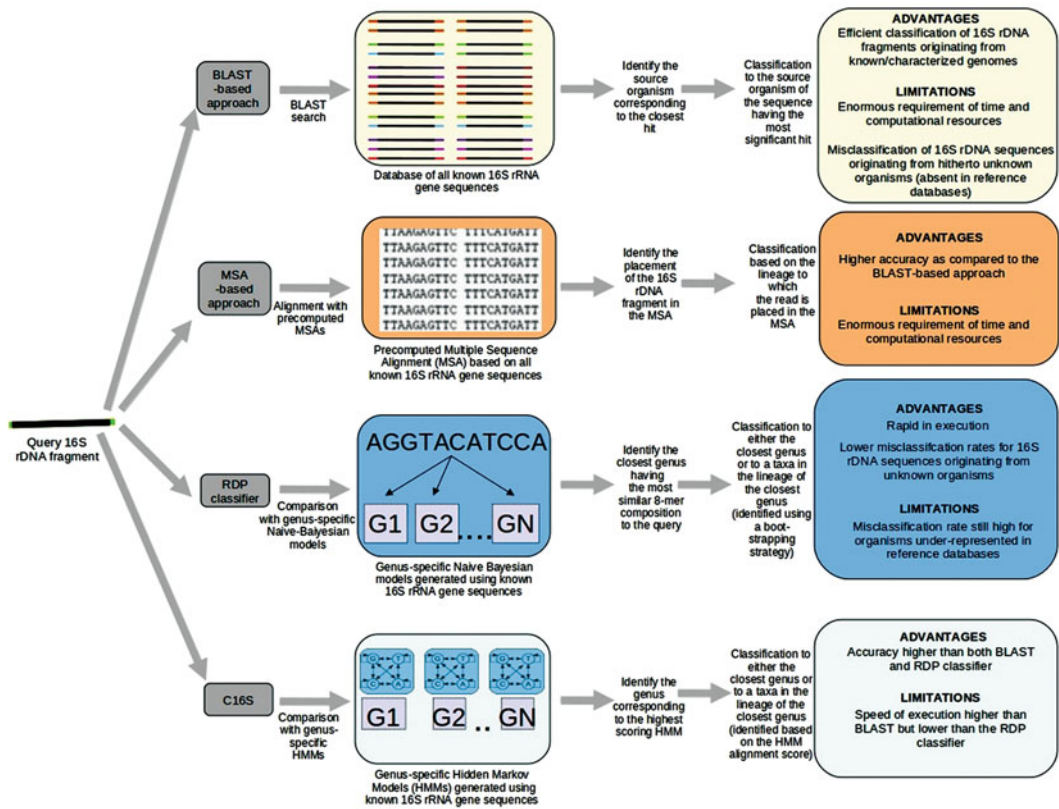 Query 16S
rDNA fragment
BLAST
-based
approach
BLAST
search
Database of all known 16S rRNA
gene sequences
Identify the
source
organism
corresponding
to the closest
hit
Classification
to the source
organism of
the sequence
having the
most
significant hit
ADVANTAGES
Efficient classification of 16S rDNA
fragments originating from
known/characterized genomes
LIMITATIONS
Enormous requirement of time and
computational resources
Misclassification of 16S rDNA sequences
originating from hitherto unknown
organisms (absent in reference
databases)
MSA
-based
approach
Alignment with
precomputed
MSAs
TTAAGAGTTC TTTCATGATT
TTAAGAGTTC TTTCATGATT
TTAAGAGTTC TTTCATGATT
TTAAGAGTTC TTTCATGATT
TTAAGAGTTC TTTCATGATT
TTAAGAGTTC TTTCATGATT
TTAAGAGTTC TTTCATGATT
Precomputed Multiple Sequence
Alignment (MSA) based on all
known 16S rRNA gene sequences
Identify the
placement
of the 16S
rDNA
fragment in
the MSA
Classification
based on the
lineage to
which
the read is
placed in the
MSA
ADVANTAGES
Higher accuracy as compared to the
BLAST-based approach
LIMITATIONS
Enormous requirement of time and
computational resources
RDP
classifier
Comparison
with genus-specific
Naive-Baiyesian
models
AGGTACATCCA
G1 G2 .... GN
Genus-specific Naive Bayesian
models generated using known
16S rRNA gene sequences
Identify the
closest genus
having
the most
similar 8-mer
composition
to the query
Classification to
either the closest
genus or to a taxa in
the lineage of
the closest
genus
(identified using
a boot-
strapping
strategy)
ADVANTAGES
Rapid in execution
Lower misclassifcation rates for 16S
rDNA sequences originating from
unknown organisms
LIMITATIONS
Misclassification rate still high for
organisms under-represented in
reference databases
C16S
Comparison
with genus-
specific
HMMs
G T G T G T
C A C A C A
G1 G2 .. GN
Genus-specific Hidden Markov
Models (HMMs) generated using
known 16S rRNA gene sequences
Identify the
genus
corresponding
to the highest
scoring HMM
Classification to
either the
closest genus or
to a taxa in the
lineage of the
closest genus
(identified based
on the HMM
alignment score)
ADVANTAGES
Accuracy higher than both BLAST
and RDP classifier
LIMITATIONS
Speed of execution higher than
BLAST but lower than the RDP
classifier